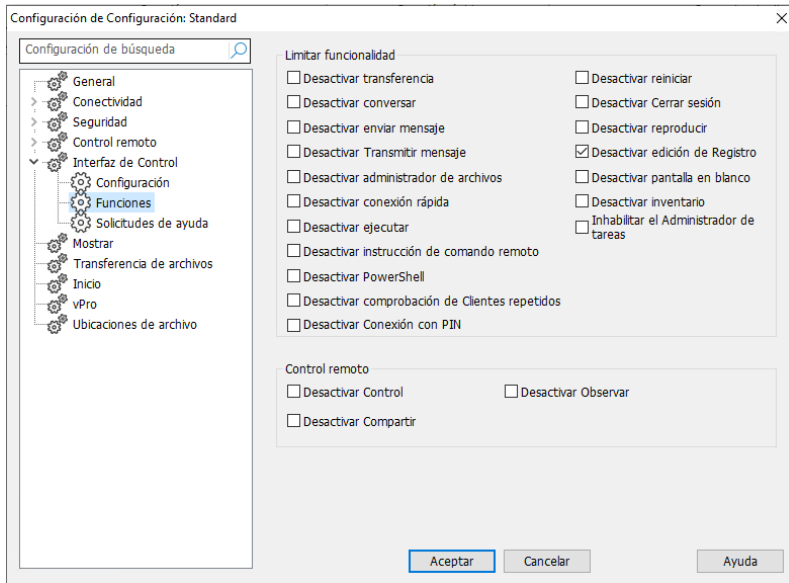 Configuración de Configuración: Standard
Configuración de búsqueda
General
Conectividad
Seguridad
Control remoto
Interfaz de Control
Configuración
Funciones
Solicitudes de ayuda
Mostrar
Transferencia de archivos
Inicio
vPro
Ubicaciones de archivo
Limitar funcionalidad
Desactivar transferencia
Desactivar conversar
Desactivar enviar mensaje
Desactivar Transmitir mensaje
Desactivar administrador de archivos
Desactivar conexión rápida
Desactivar ejecutar
Desactivar instrucción de comando remoto
Desactivar PowerShell
Desactivar comprobación de Clientes repetidos
Desactivar Conexión con PIN
Desactivar reiniciar
Desactivar Cerrar sesión
Desactivar reproducir
Desactivar edición de Registro
Desactivar pantalla en blanco
Desactivar inventario
Inhabilitar el Administrador de
tareas
Control remoto
Desactivar Control
Desactivar Observar
Desactivar Compartir
Aceptar
Cancelar
Ayuda